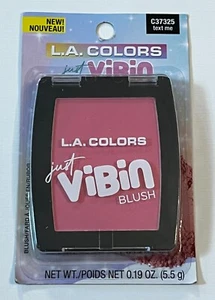 NEW!
NOUVEAU!
C37325
text me
L.A. COLORS
just
ViBiN
L.A. COLORS
just
ViBiN
BLUSH
NET WT./POIDS NET 0.19 OZ. (5.5 g)